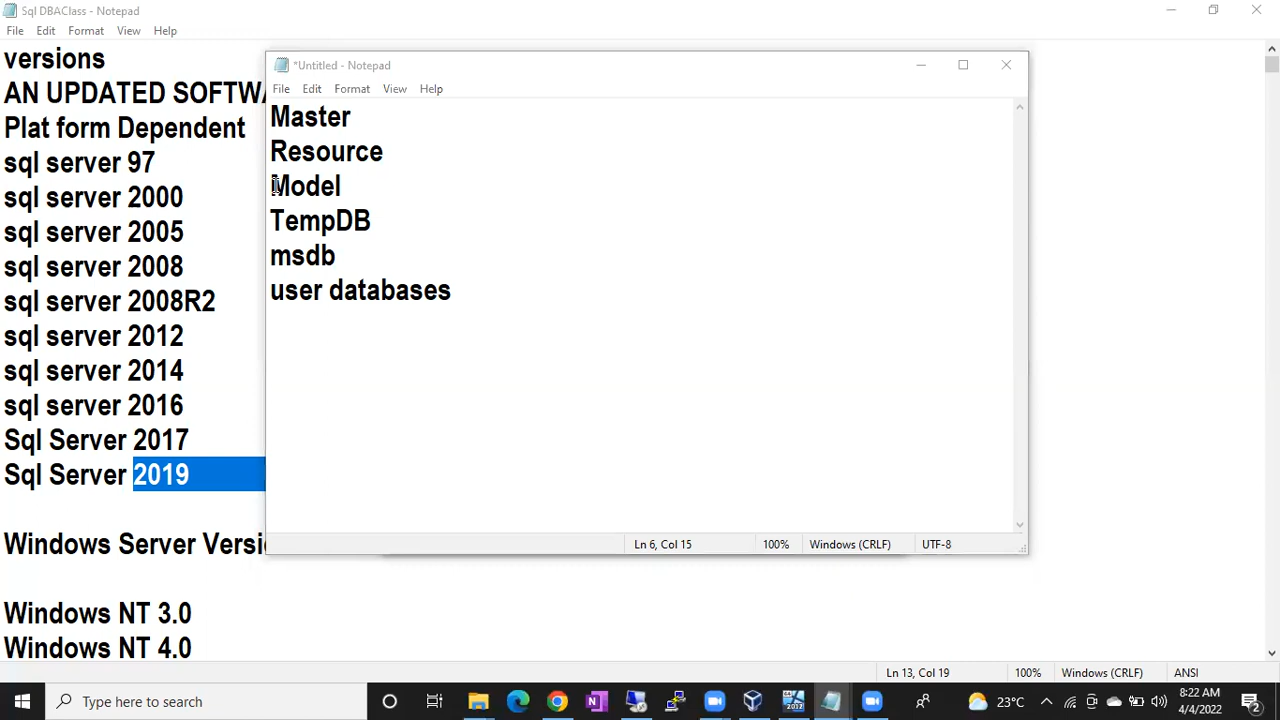 Sql DBAClass - Notepad
File Edit Format View Help
versions
AN UPDATED SOFTWA
Plat form Dependent
sql server 97
sql server 2000
sql server 2005
sql server 2008
sql server 2008R2
sql server 2012
sql server 2014
sql server 2016
Sql Server 2017
Sql Server 2019
Windows Server Versi
Windows NT 3.0
Windows NT 4.0
*Untitled - Notepad
File Edit Format View Help
Master
Resource
Model
TempDB
msdb
user databases
Ln 6, Col 15 100% Windows (CRLF) UTF-8
Ln 13, Col 19 100% Windows (CRLF) ANSI
Type here to search
2012
23°C
8:22 AM
4/4/2022
2